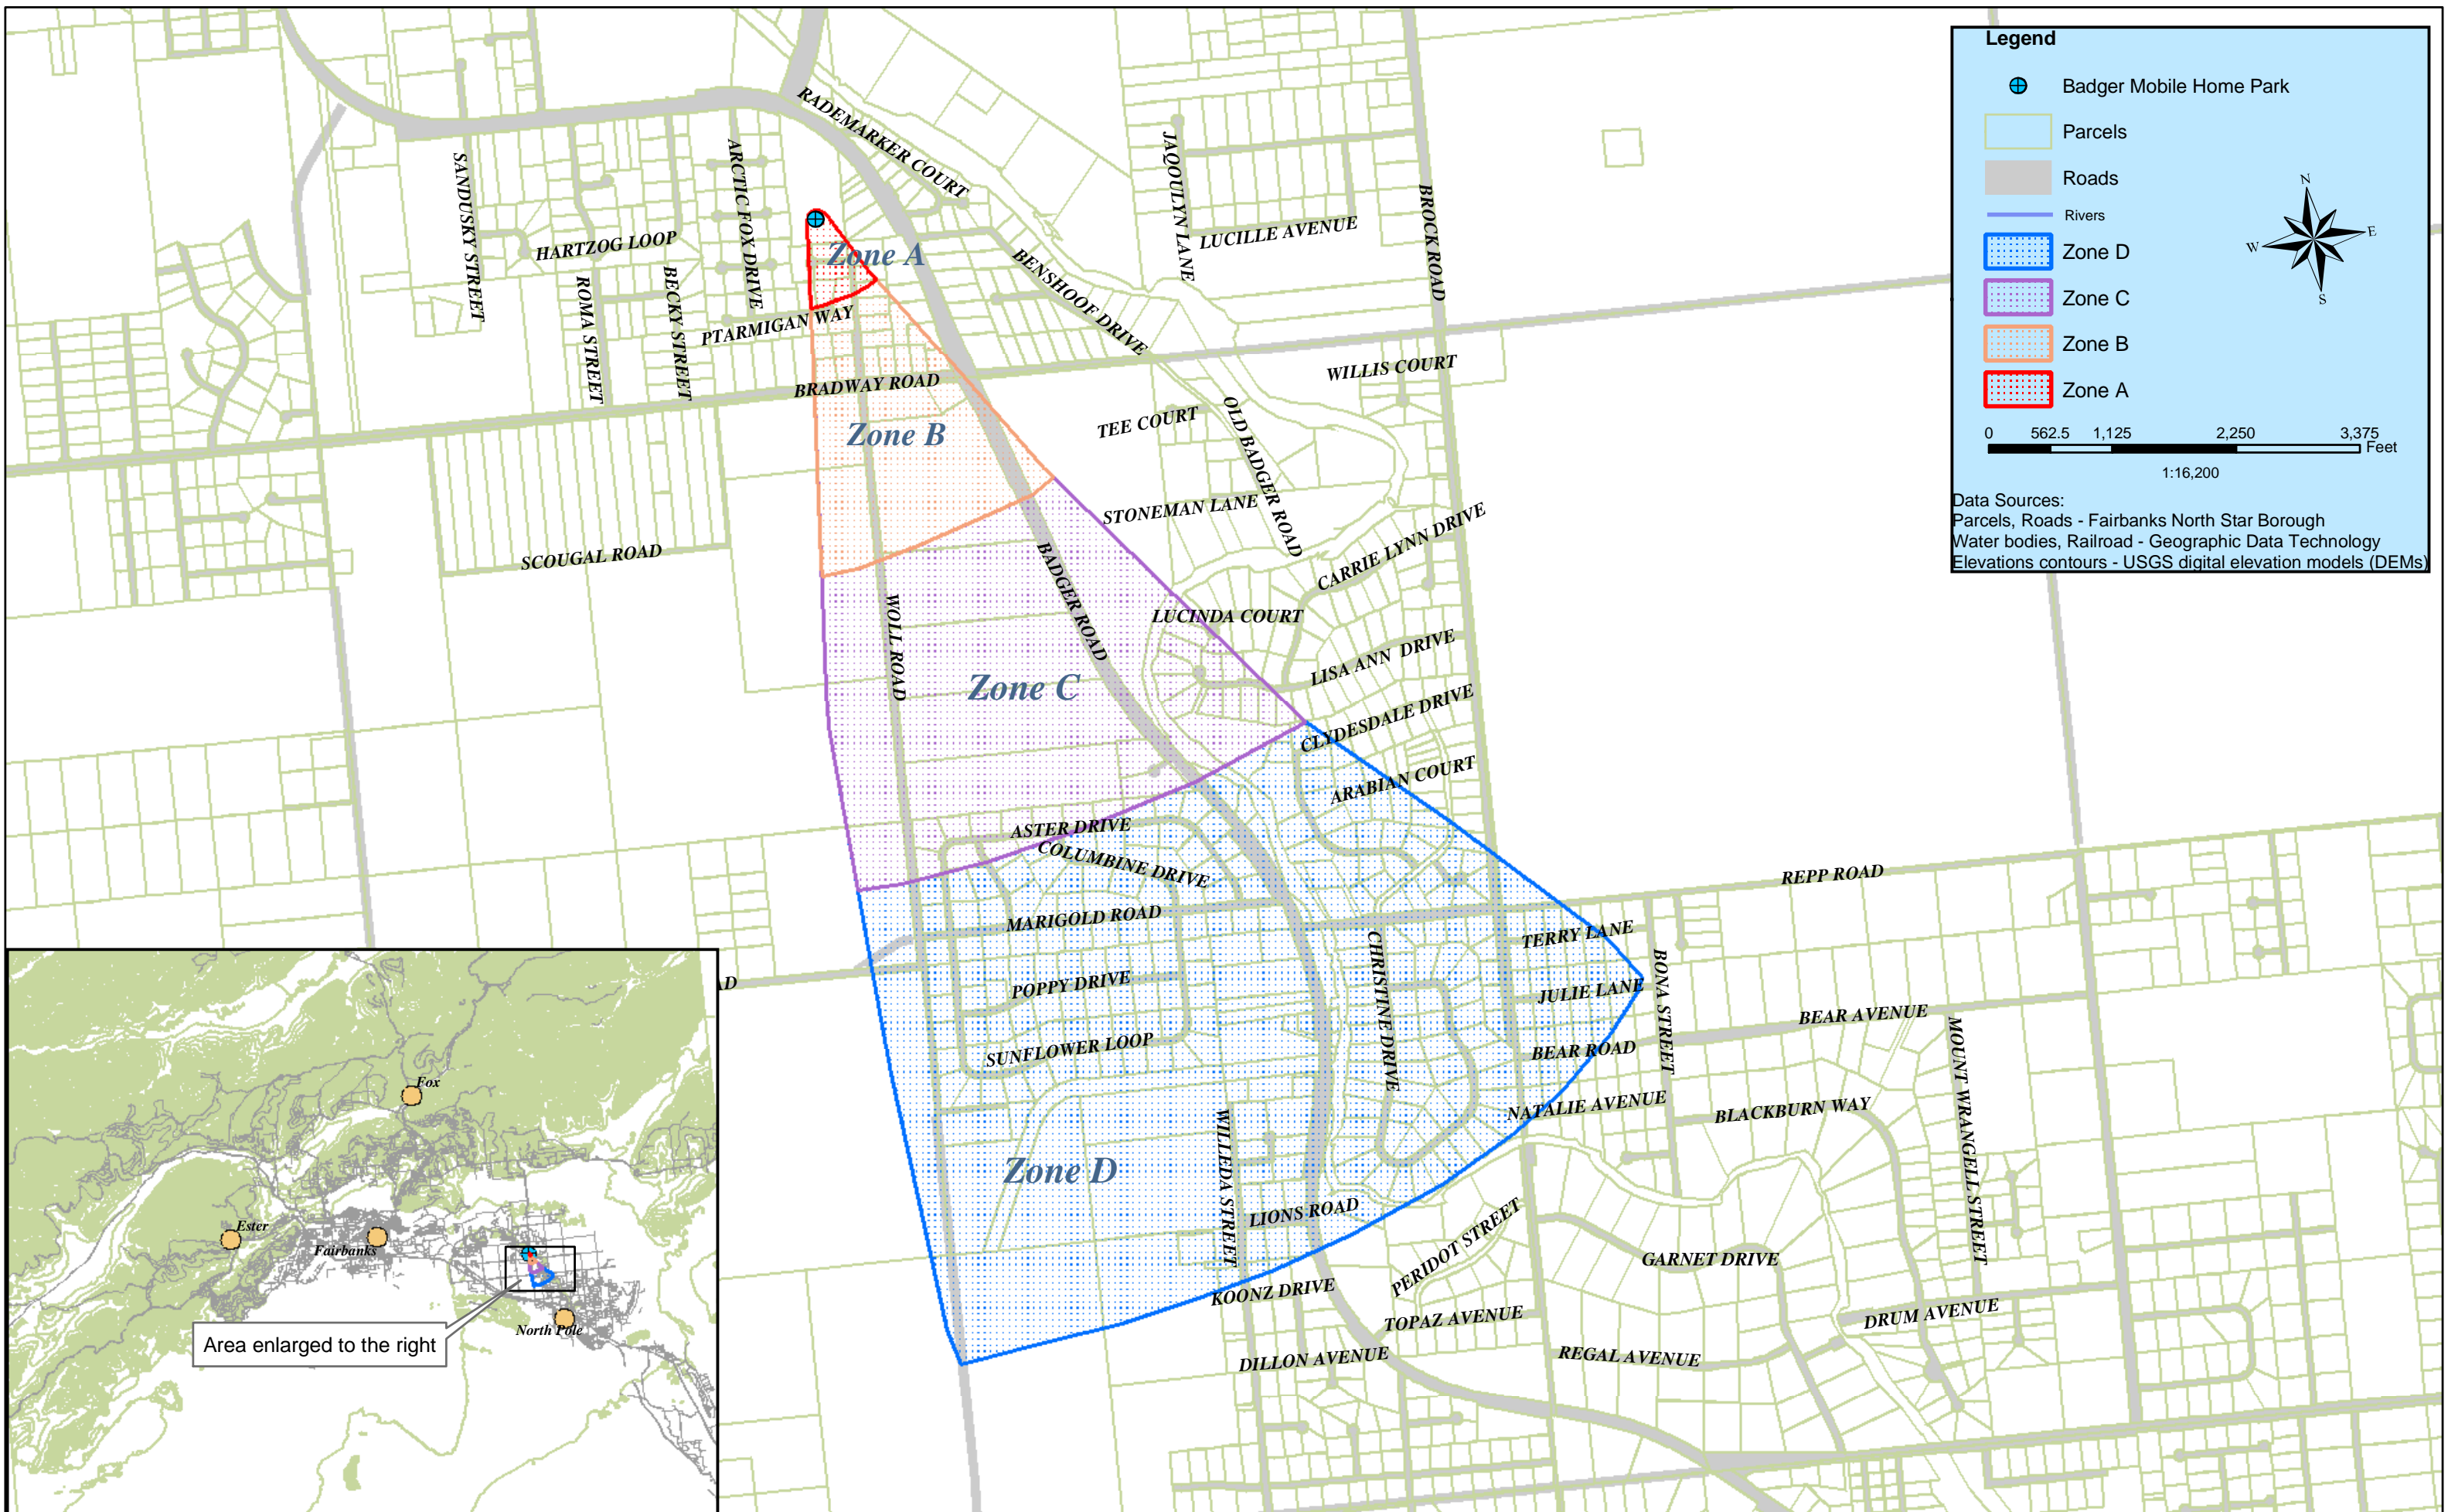 Legend
Badger Mobile Home Park
Parcels
Roads
Rivers
Zone D
Zone C
Zone B
Zone A
N
W
E
S
0 562.5 1,125 2,250 3,375
Feet
1:16,200
Data Sources:
Parcels, Roads - Fairbanks North Star Borough
Water bodies, Railroad - Geographic Data Technology
Elevations contours - USGS digital elevation models (DEMs)
RADEMARKER COURT
SANDUSKY STREET
ARCTIC FOX DRIVE
JAQOULYN LANE
BROCK ROAD
LUCILLE AVENUE
HARTZOG LOOP
Zone A
BENSHOOF DRIVE
ROMA STREET
BECKY STREET
PTARMIGAN WAY
BRADWAY ROAD
WILLIS COURT
TEE COURT
OLD BADGER ROAD
Zone B
STONEMAN LANE
CARRIE LYNN DRIVE
SCOUGAL ROAD
BADGER ROAD
WOLL ROAD
LUCINDA COURT
LISA ANN DRIVE
Zone C
CLYDESDALE DRIVE
ARABIAN COURT
ASTER DRIVE
COLUMBINE DRIVE
REPP ROAD
MARIGOLD ROAD
TERRY LANE
CHRISTINE DRIVE
BONA STREET
AD
POPPY DRIVE
JULIE LANE
BEAR AVENUE
SUNFLOWER LOOP
BEAR ROAD
MOUNT WRANGELL STREET
NATALIE AVENUE
BLACKBURN WAY
WILLEDA STREET
Zone D
LIONS ROAD
PERIDOT STREET
GARNET DRIVE
KOONZ DRIVE
TOPAZ AVENUE
DRUM AVENUE
DILLON AVENUE
REGAL AVENUE
Fox
Ester
Fairbanks
North Pole
Area enlarged to the right